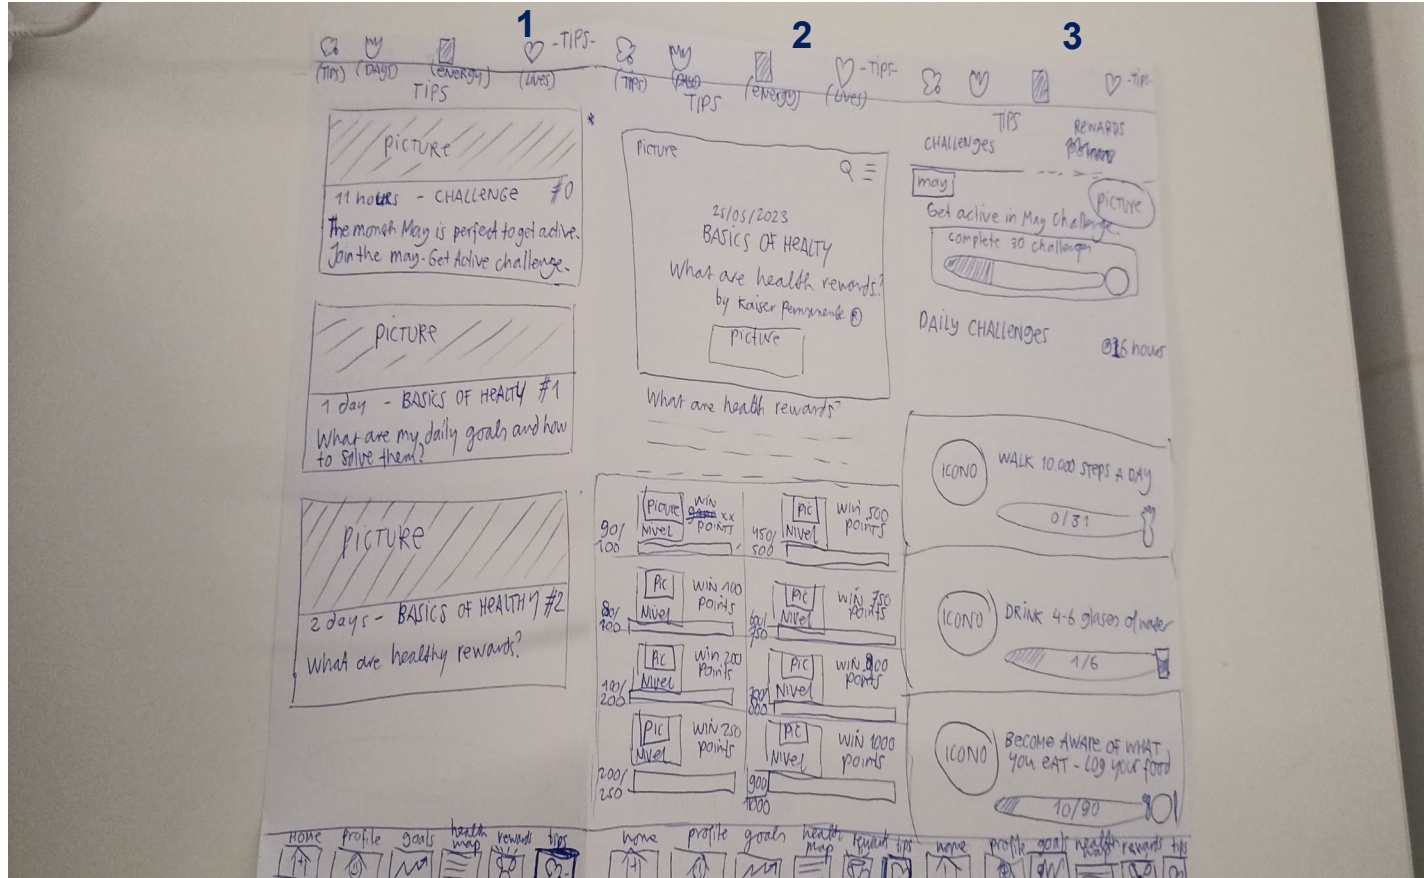 1
-TIPS-
(TIPS) (DAYS) (ENERGY) (Lives)
TIPS
PICTURE
11 hours - CHALLENGE #0
The month May is perfect to get active.
Join the may-Get Active challenge.
PICTURE
1 day - BASICS OF HEALTY #1
What are my daily goals and how
to solve them?
PICTURE
2 days - BASICS OF HEALTHY #2
What are healthy rewards?
HOME profile goals health map rewards tips
2
My
-TIPS-
(TIPS) (energy) (Lives)
TIPS
Picture
25/05/2023
BASICS OF HEALTY
What are health rewards?
by Kaiser Permanente ®
picture
What are health rewards?
Picture
Nivel
WIN
xx
POINTS
90/
100
Pic
Nivel
win 500
points
450/
500
Pic
Nivel
WIN 100
points
80/
100
Pic
Nivel
WIN 750
points
750
Pic
Nivel
win 200
points
200
Pic
Nivel
WIN
points
Pic
Nivel
WIN 250
points
200/
250
Pic
Nivel
WIN 1000
points
900
1000
home profile goals health map rewards tips
3
-TIPS-
TIPS
CHALLENGES
REWARDS
may
PICTURE
Get active in May Challenge.
complete 30 challenges
DAILY CHALLENGES
hours
ICONO
WALK 10.000 STEPS A DAY
0/31
ICONO
DRINK 4-6 glasses of water
1/6
ICONO
BECOME AWARE OF WHAT
YOU EAT - LOG your food
10/90
home profile goals health rewards tips